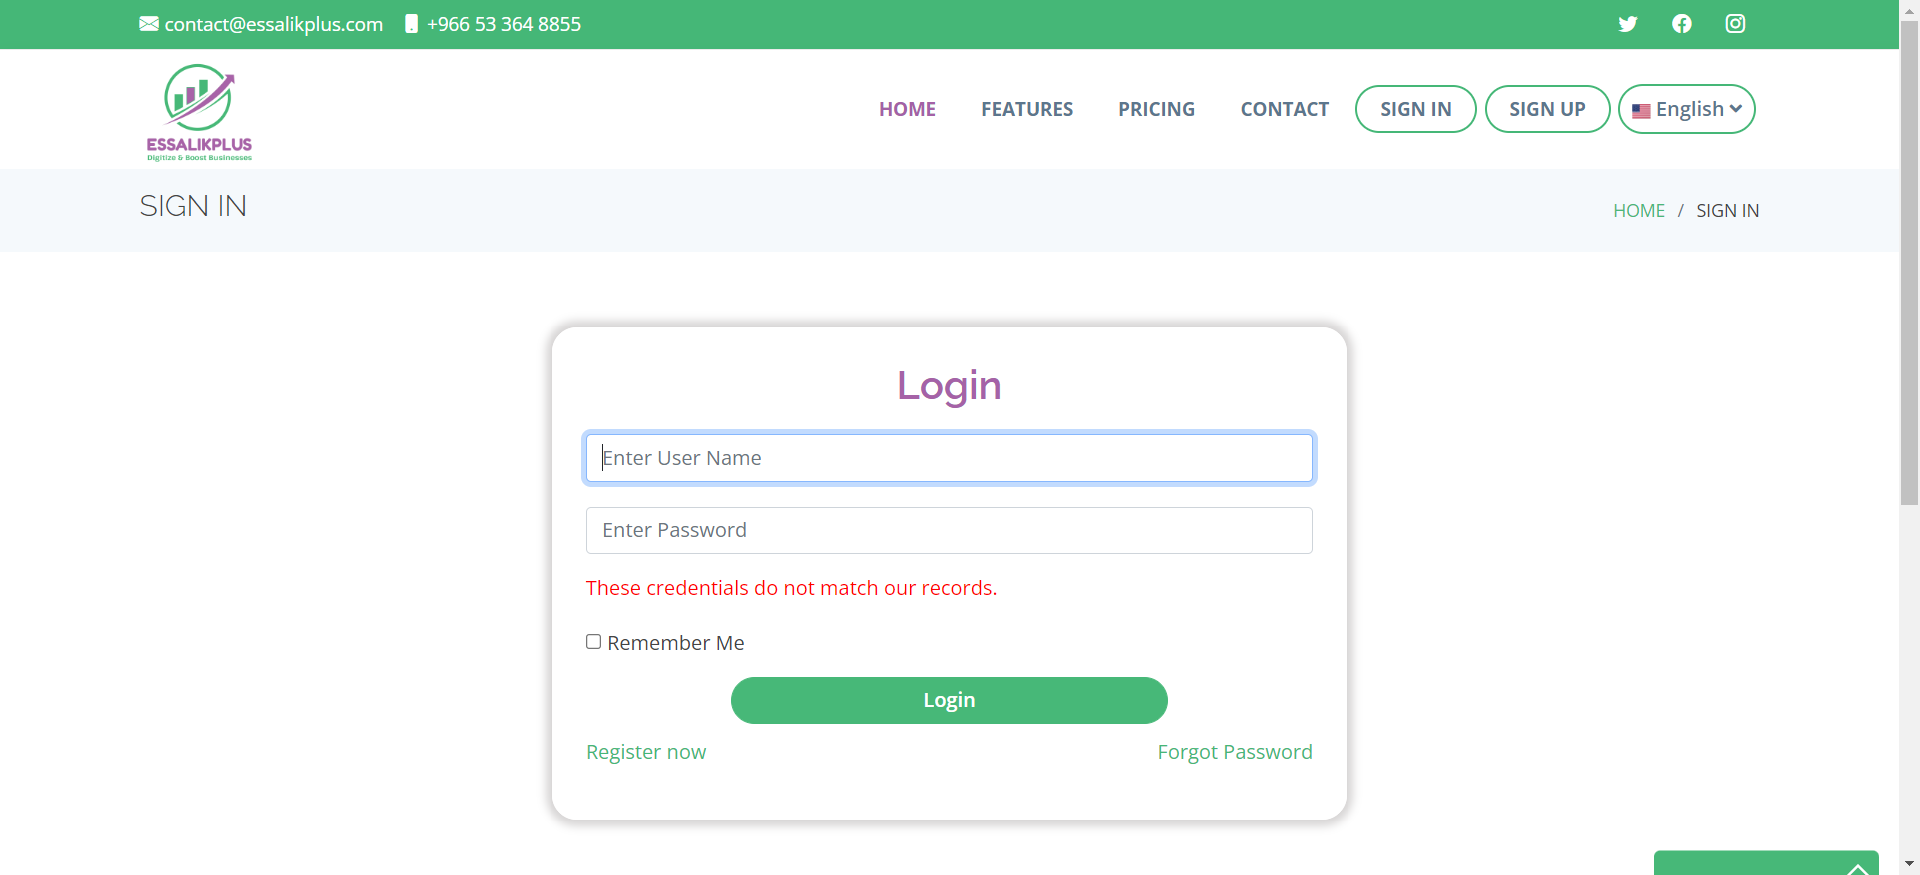 contact@essalikplus.com +966 53 364 8855
ESSALIKPLUS
Digitize & Boost Businesses
HOME FEATURES PRICING CONTACT SIGN IN SIGN UP English
SIGN IN
HOME / SIGN IN
Login
Enter User Name
Enter Password
These credentials do not match our records.
Remember Me
Login
Register now Forgot Password